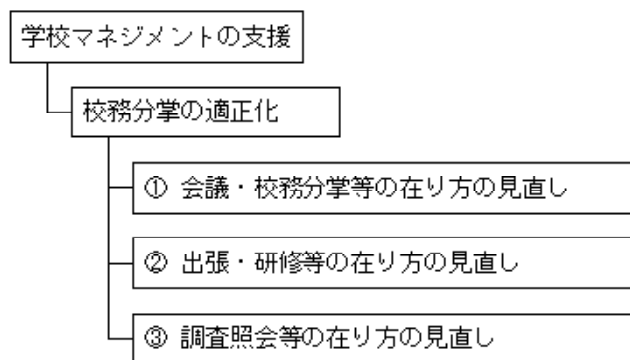 学校マネジメントの支援
校務分掌の適正化
① 会議・校務分掌等の在り方の見直し
② 出張・研修等の在り方の見直し
③ 調査照会等の在り方の見直し